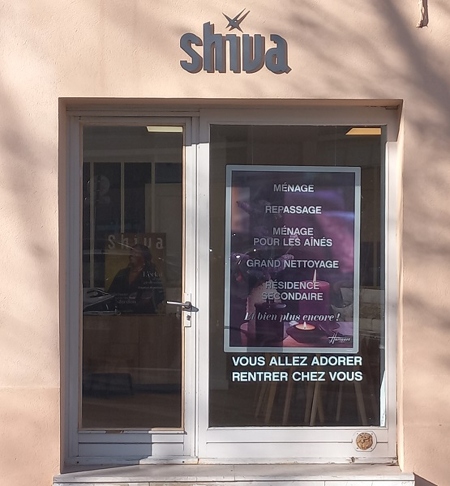 shiva
MÉNAGE
REPASSAGE
MÉNAGE
POUR LES AÎNÉS
GRAND NETTOYAGE
RÉSIDENCE
SECONDAIRE
Et bien plus encore !
Shiva
VOUS ALLEZ ADORER
RENTRER CHEZ VOUS